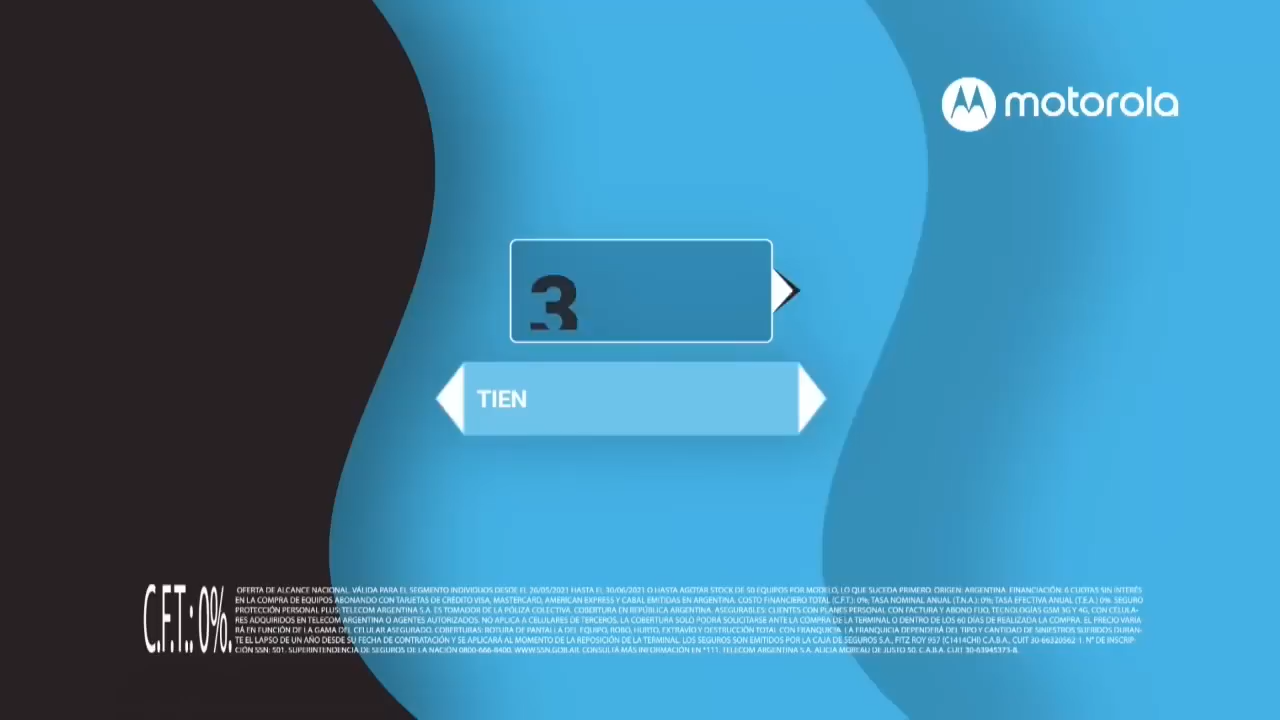 motorola
3
TIEN
C.F.T.: 0%.
OFERTA DE ALCANCE NACIONAL, VÁLIDA PARA EL SEGMENTO INDIVIDUOS DESDE EL 26/05/2021 HASTA EL 30/06/2021 O HASTA AGOTAR STOCK DE 50 EQUIPOS POR MODELO, LO QUE SUCEDA PRIMERO. ORIGEN: ARGENTINA. FINANCIACIÓN: 6 CUOTAS SIN INTERÉS
EN LA COMPRA DE EQUIPOS ABONANDO CON TARJETAS DE CRÉDITO VISA, MASTERCARD, AMERICAN EXPRESS Y CABAL EMITIDAS EN ARGENTINA. COSTO FINANCIERO TOTAL (C.F.T.): 0%; TASA NOMINAL ANUAL (T.N.A.): 0%; TASA EFECTIVA ANUAL (T.E.A.): 0%. SEGURO
PROTECCIÓN PERSONAL PLUS: TELECOM ARGENTINA S.A. ES TOMADOR DE LA PÓLIZA COLECTIVA. COBERTURA EN REPÚBLICA ARGENTINA. ASEGURABLES: CLIENTES CON PLANES PERSONAL CON FACTURA Y ABONO FIJO, TECNOLOGÍAS GSM 3G Y 4G, CON CELULA-
RES ADQUIRIDOS EN TELECOM ARGENTINA O AGENTES AUTORIZADOS. NO APLICA A CELULARES DE TERCEROS. LA COBERTURA SOLO PODRÁ SOLICITARSE ANTE LA COMPRA DE LA TERMINAL O DENTRO DE LOS 60 DÍAS DE REALIZADA LA COMPRA. EL PRECIO VARIA-
RÁ EN FUNCIÓN DE LA GAMA DEL CELULAR ASEGURADO. COBERTURAS: ROTURA DE PANTALLA DEL EQUIPO, ROBO, HURTO, EXTRAVÍO Y DESTRUCCIÓN TOTAL CON FRANQUICIA. LA FRANQUICIA DEPENDERÁ DEL TIPO Y CANTIDAD DE SINIESTROS SUFRIDOS DURAN-
TE EL LAPSO DE UN AÑO DESDE SU FECHA DE CONTRATACIÓN Y SE APLICARÁ AL MOMENTO DE LA REPOSICIÓN DE LA TERMINAL. LOS SEGUROS SON EMITIDOS POR LA CAJA DE SEGUROS S.A., FITZ ROY 957 (C1414CHI) C.A.B.A., CUIT 30-66320562-1. N° DE INSCRIP-
CIÓN SSN: 501. SUPERINTENDENCIA DE SEGUROS DE LA NACIÓN 0800-666-8400. WWW.SSN.GOB.AR. CONSULTÁ MÁS INFORMACIÓN EN *111. TELECOM ARGENTINA S.A. ALICIA MOREAU DE JUSTO 50. C.A.B.A. CUIT 30-63945373-8.